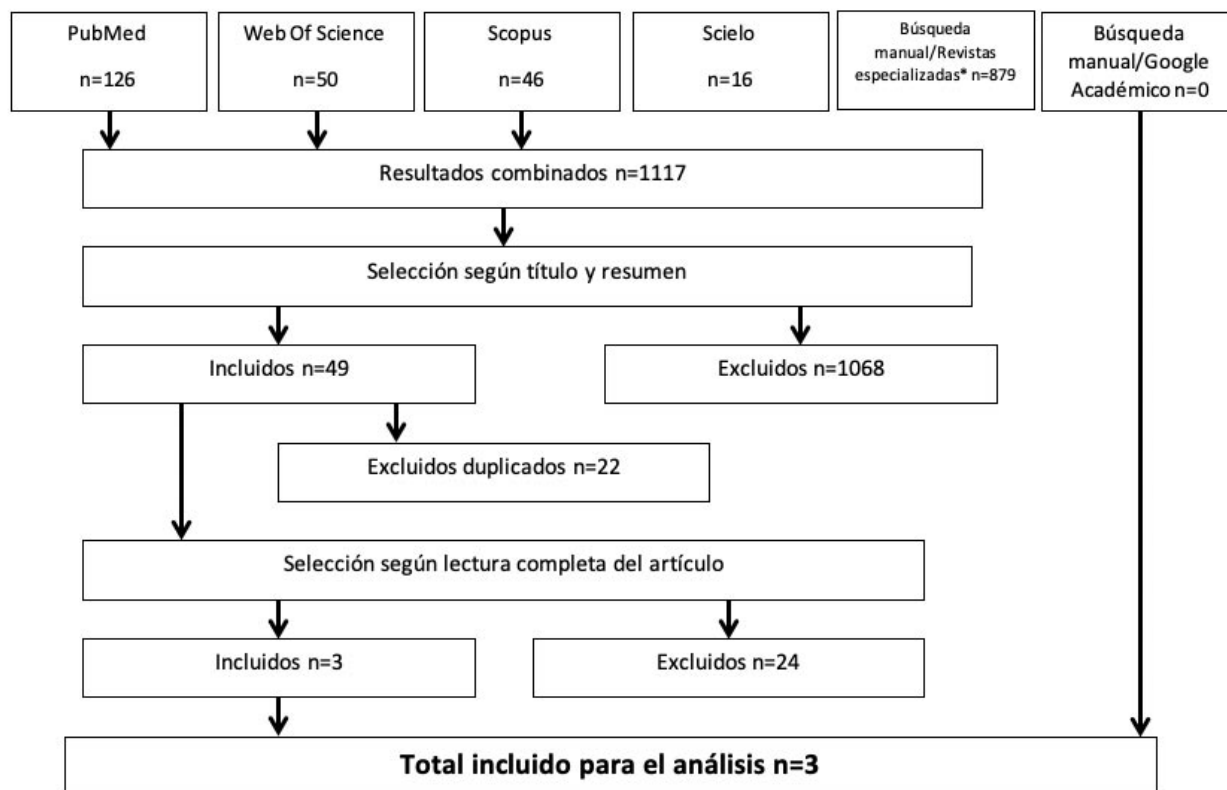 PubMed
n=126
Web Of Science
n=50
Scopus
n=46
Scielo
n=16
Búsqueda
manual/Revistas
especializadas* n=879
Búsqueda
manual/Google
Académico n=0
Resultados combinados n=1117
Selección según título y resumen
Incluidos n=49
Excluidos n=1068
Excluidos duplicados n=22
Selección según lectura completa del artículo
Incluidos n=3
Excluidos n=24
Total incluido para el análisis n=3